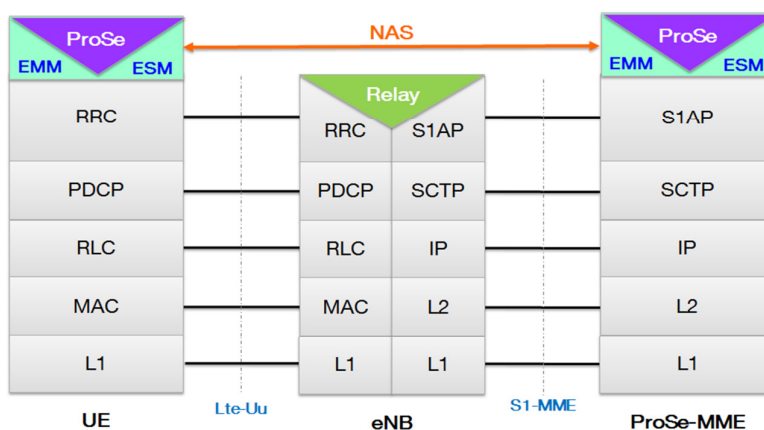 ProSe
NAS
ProSe
EMM
ESM
EMM
ESM
Relay
RRC
RRC
S1AP
S1AP
PDCP
PDCP
SCTP
SCTP
RLC
RLC
IP
IP
MAC
MAC
L2
L2
L1
L1
L1
L1
Lte-Uu
S1-MME
UE
eNB
ProSe-MME